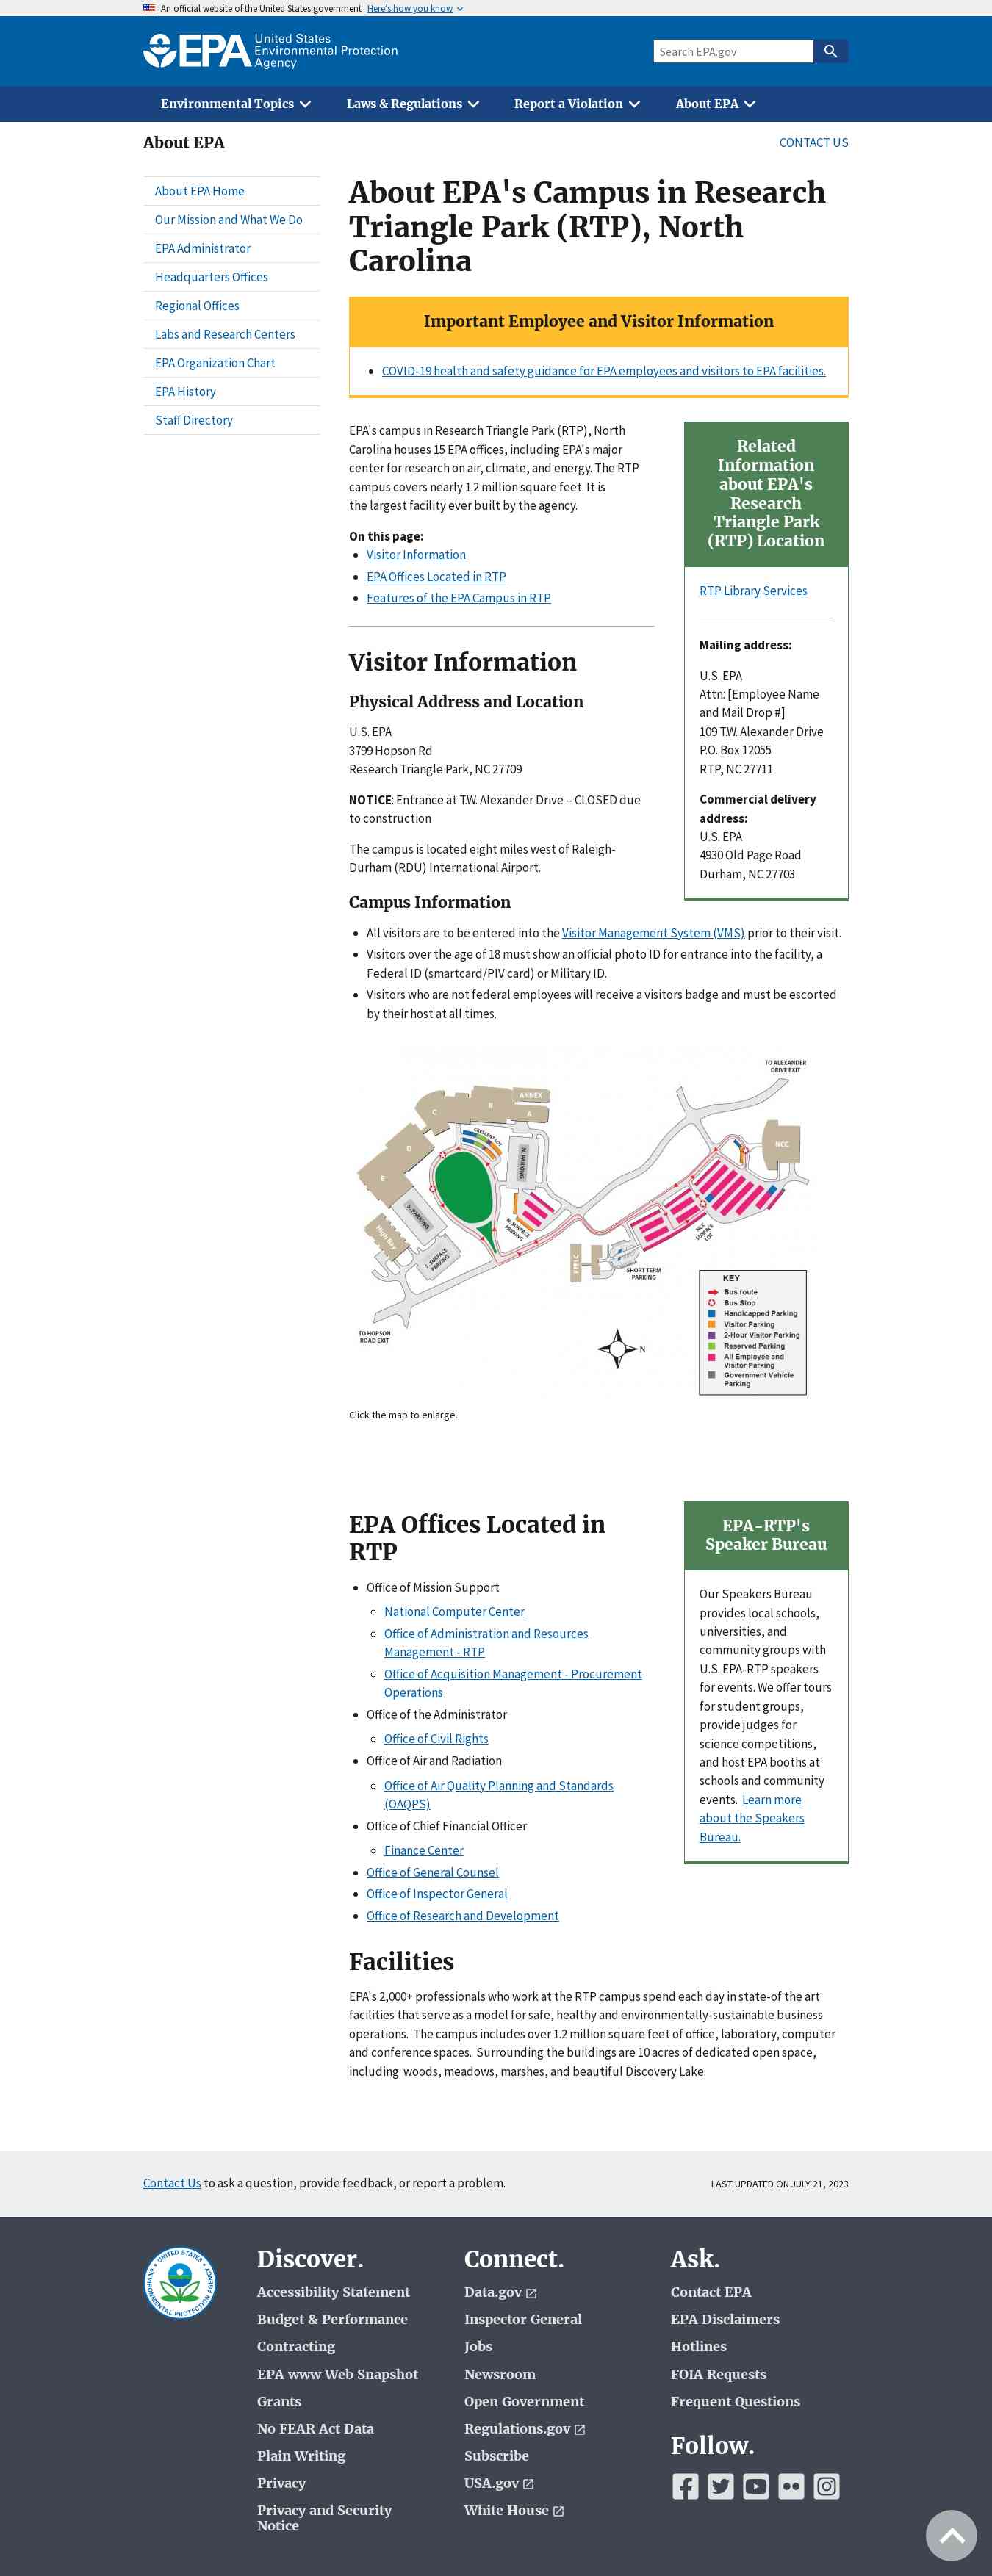 An official website of the United States government Here's how you know
EPA United States
Environmental Protection
Agency
Search EPA.gov
Environmental Topics Laws & Regulations Report a Violation About EPA
About EPA
CONTACT US
About EPA Home
Our Mission and What We Do
EPA Administrator
Headquarters Offices
Regional Offices
Labs and Research Centers
EPA Organization Chart
EPA History
Staff Directory
About EPA's Campus in Research
Triangle Park (RTP), North
Carolina
Important Employee and Visitor Information
COVID-19 health and safety guidance for EPA employees and visitors to EPA facilities.
EPA's campus in Research Triangle Park (RTP), North
Carolina houses 15 EPA offices, including EPA's major
center for research on air, climate, and energy. The RTP
campus covers nearly 1.2 million square feet. It is
the largest facility ever built by the agency.
On this page:
Visitor Information
EPA Offices Located in RTP
Features of the EPA Campus in RTP
Related
Information
about EPA's
Research
Triangle Park
(RTP) Location
RTP Library Services
Mailing address:
U.S. EPA
Attn: [Employee Name
and Mail Drop #]
109 T.W. Alexander Drive
P.O. Box 12055
RTP, NC 27711
Commercial delivery
address:
U.S. EPA
4930 Old Page Road
Durham, NC 27703
Visitor Information
Physical Address and Location
U.S. EPA
3799 Hopson Rd
Research Triangle Park, NC 27709
NOTICE: Entrance at T.W. Alexander Drive – CLOSED due
to construction
The campus is located eight miles west of Raleigh-
Durham (RDU) International Airport.
Campus Information
All visitors are to be entered into the Visitor Management System (VMS) prior to their visit.
Visitors over the age of 18 must show an official photo ID for entrance into the facility, a
Federal ID (smartcard/PIV card) or Military ID.
Visitors who are not federal employees will receive a visitors badge and must be escorted
by their host at all times.
TO ALEXANDER
DRIVE EXIT
ANNEX
B
A
C
CRESCENT LOT
D
N. PARKING
NCC
E
S. PARKING
High Bay
N. SURFACE
PARKING
NCC
SURFACE
LOT
S. SURFACE
PARKING
FEELC
SHORT TERM
PARKING
TO HOPSON
ROAD EXIT
N
KEY
Bus route
Bus Stop
Handicapped Parking
Visitor Parking
2-Hour Visitor Parking
Reserved Parking
All Employee and
Visitor Parking
Government Vehicle
Parking
Click the map to enlarge.
EPA Offices Located in
RTP
Office of Mission Support
National Computer Center
Office of Administration and Resources
Management - RTP
Office of Acquisition Management - Procurement
Operations
Office of the Administrator
Office of Civil Rights
Office of Air and Radiation
Office of Air Quality Planning and Standards
(OAQPS)
Office of Chief Financial Officer
Finance Center
Office of General Counsel
Office of Inspector General
Office of Research and Development
EPA-RTP's
Speaker Bureau
Our Speakers Bureau
provides local schools,
universities, and
community groups with
U.S. EPA-RTP speakers
for events. We offer tours
for student groups,
provide judges for
science competitions,
and host EPA booths at
schools and community
events. Learn more
about the Speakers
Bureau.
Facilities
EPA's 2,000+ professionals who work at the RTP campus spend each day in state-of the art
facilities that serve as a model for safe, healthy and environmentally-sustainable business
operations. The campus includes over 1.2 million square feet of office, laboratory, computer
and conference spaces. Surrounding the buildings are 10 acres of dedicated open space,
including woods, meadows, marshes, and beautiful Discovery Lake.
Contact Us to ask a question, provide feedback, or report a problem.
LAST UPDATED ON JULY 21, 2023
UNITED STATES ENVIRONMENTAL PROTECTION AGENCY
Discover.
Accessibility Statement
Budget & Performance
Contracting
EPA www Web Snapshot
Grants
No FEAR Act Data
Plain Writing
Privacy
Privacy and Security
Notice
Connect.
Data.gov
Inspector General
Jobs
Newsroom
Open Government
Regulations.gov
Subscribe
USA.gov
White House
Ask.
Contact EPA
EPA Disclaimers
Hotlines
FOIA Requests
Frequent Questions
Follow.